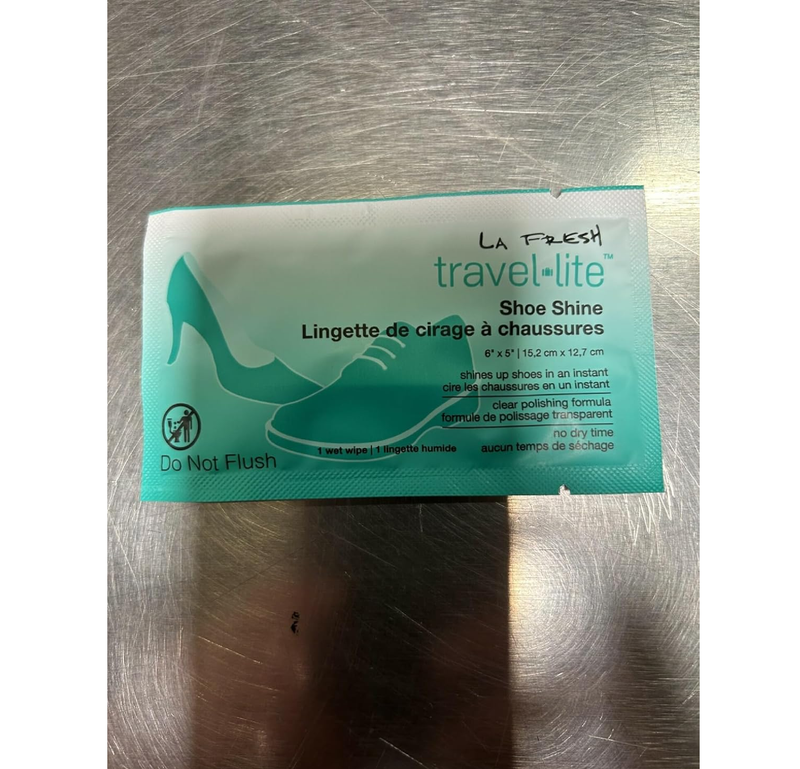 LA FRESH
travel lite™
Shoe Shine
Lingette de cirage à chaussures
6" x 5" | 15,2 cm x 12,7 cm
shines up shoes in an instant
cire les chaussures en un instant
clear polishing formula
formule de polissage transparent
no dry time
aucun temps de séchage
1 wet wipe | 1 lingette humide
Do Not Flush